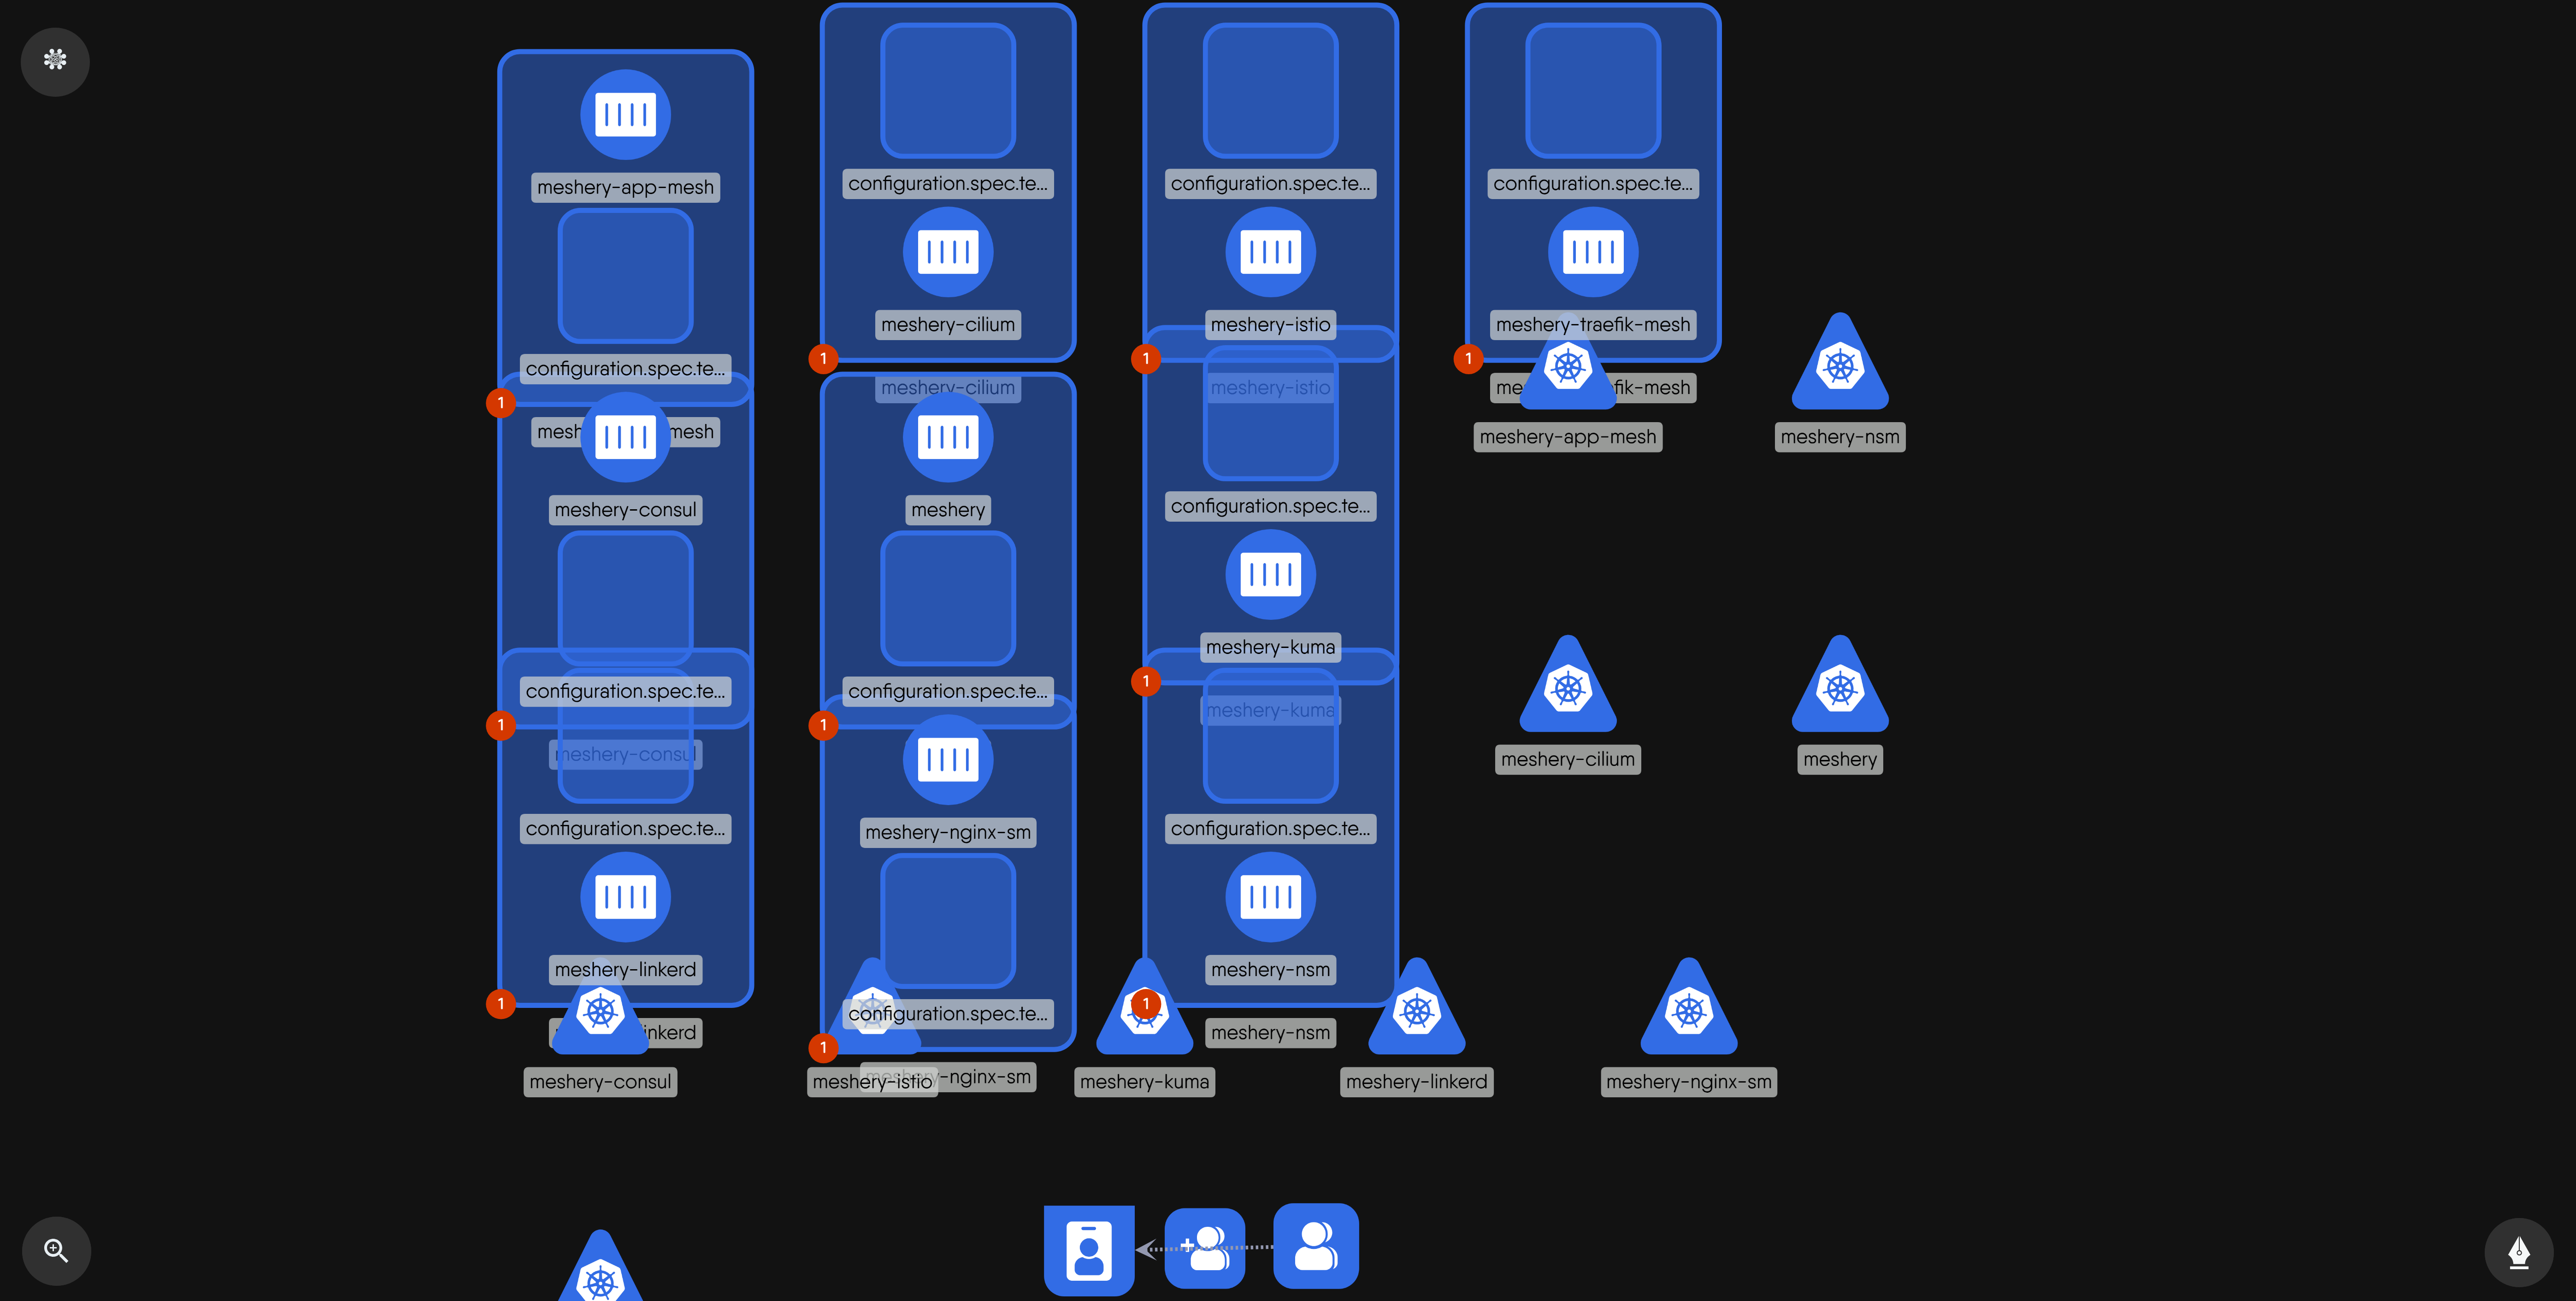 meshery-app-mesh
configuration.spec.te...
1
mesh
mesh
meshery-consul
configuration.spec.te...
1
meshery-consul
configuration.spec.te...
meshery-linkerd
1
inkerd
meshery-consul
configuration.spec.te...
meshery-cilium
1
meshery-cilium
meshery
configuration.spec.te...
1
meshery-nginx-sm
configuration.spec.te...
1
meshery-istio
y-nginx-sm
configuration.spec.te...
meshery-istio
1
meshery-istio
configuration.spec.te...
meshery-kuma
1
meshery-kuma
configuration.spec.te...
meshery-nsm
1
meshery-nsm
meshery-kuma
configuration.spec.te...
meshery-traefik-mesh
1
me
fik-mesh
meshery-app-mesh
meshery-nsm
meshery-cilium
meshery
meshery-linkerd
meshery-nginx-sm